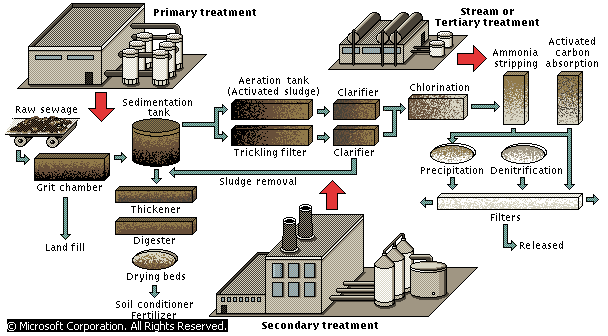 Primary treatment
Stream or
Tertiary treatment
Ammonia
stripping
Activated
carbon
absorption
Raw sewage
Sedimentation
tank
Aeration tank
(Activated sludge)
Clarifier
Chlorination
Trickling filter
Clarifier
Grit chamber
Sludge removal
Precipitation
Denitrification
Thickener
Land fill
Digester
Filters
Drying beds
Released
Soil conditioner
Fertilizer
Secondary treatment
© Microsoft Corporation. All Rights Reserved.